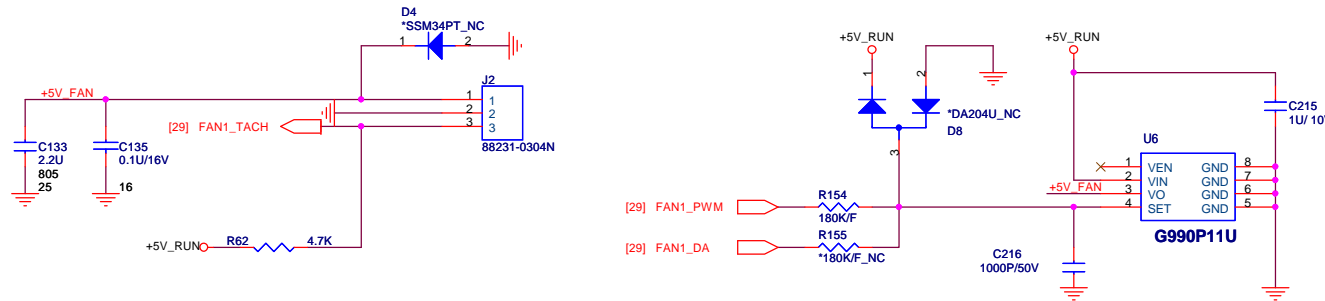 D4
*SSM34PT_NC
1 2
+5V_FAN
J2
1 1
2 2
3 3
88231-0304N
[29] FAN1_TACH
C133
2.2U
805
25
C135
0.1U/16V
16
+5V_RUN R62 4.7K
+5V_RUN
1 2
*DA204U_NC
D8
3
+5V_RUN
C215
1U/ 10
U6
1 VEN GND 8
2 VIN GND 7
+5V_FAN 3 VO GND 6
4 SET GND 5
G990P11U
[29] FAN1_PWM
R154
180K/F
[29] FAN1_DA
R155
*180K/F_NC
C216
1000P/50V